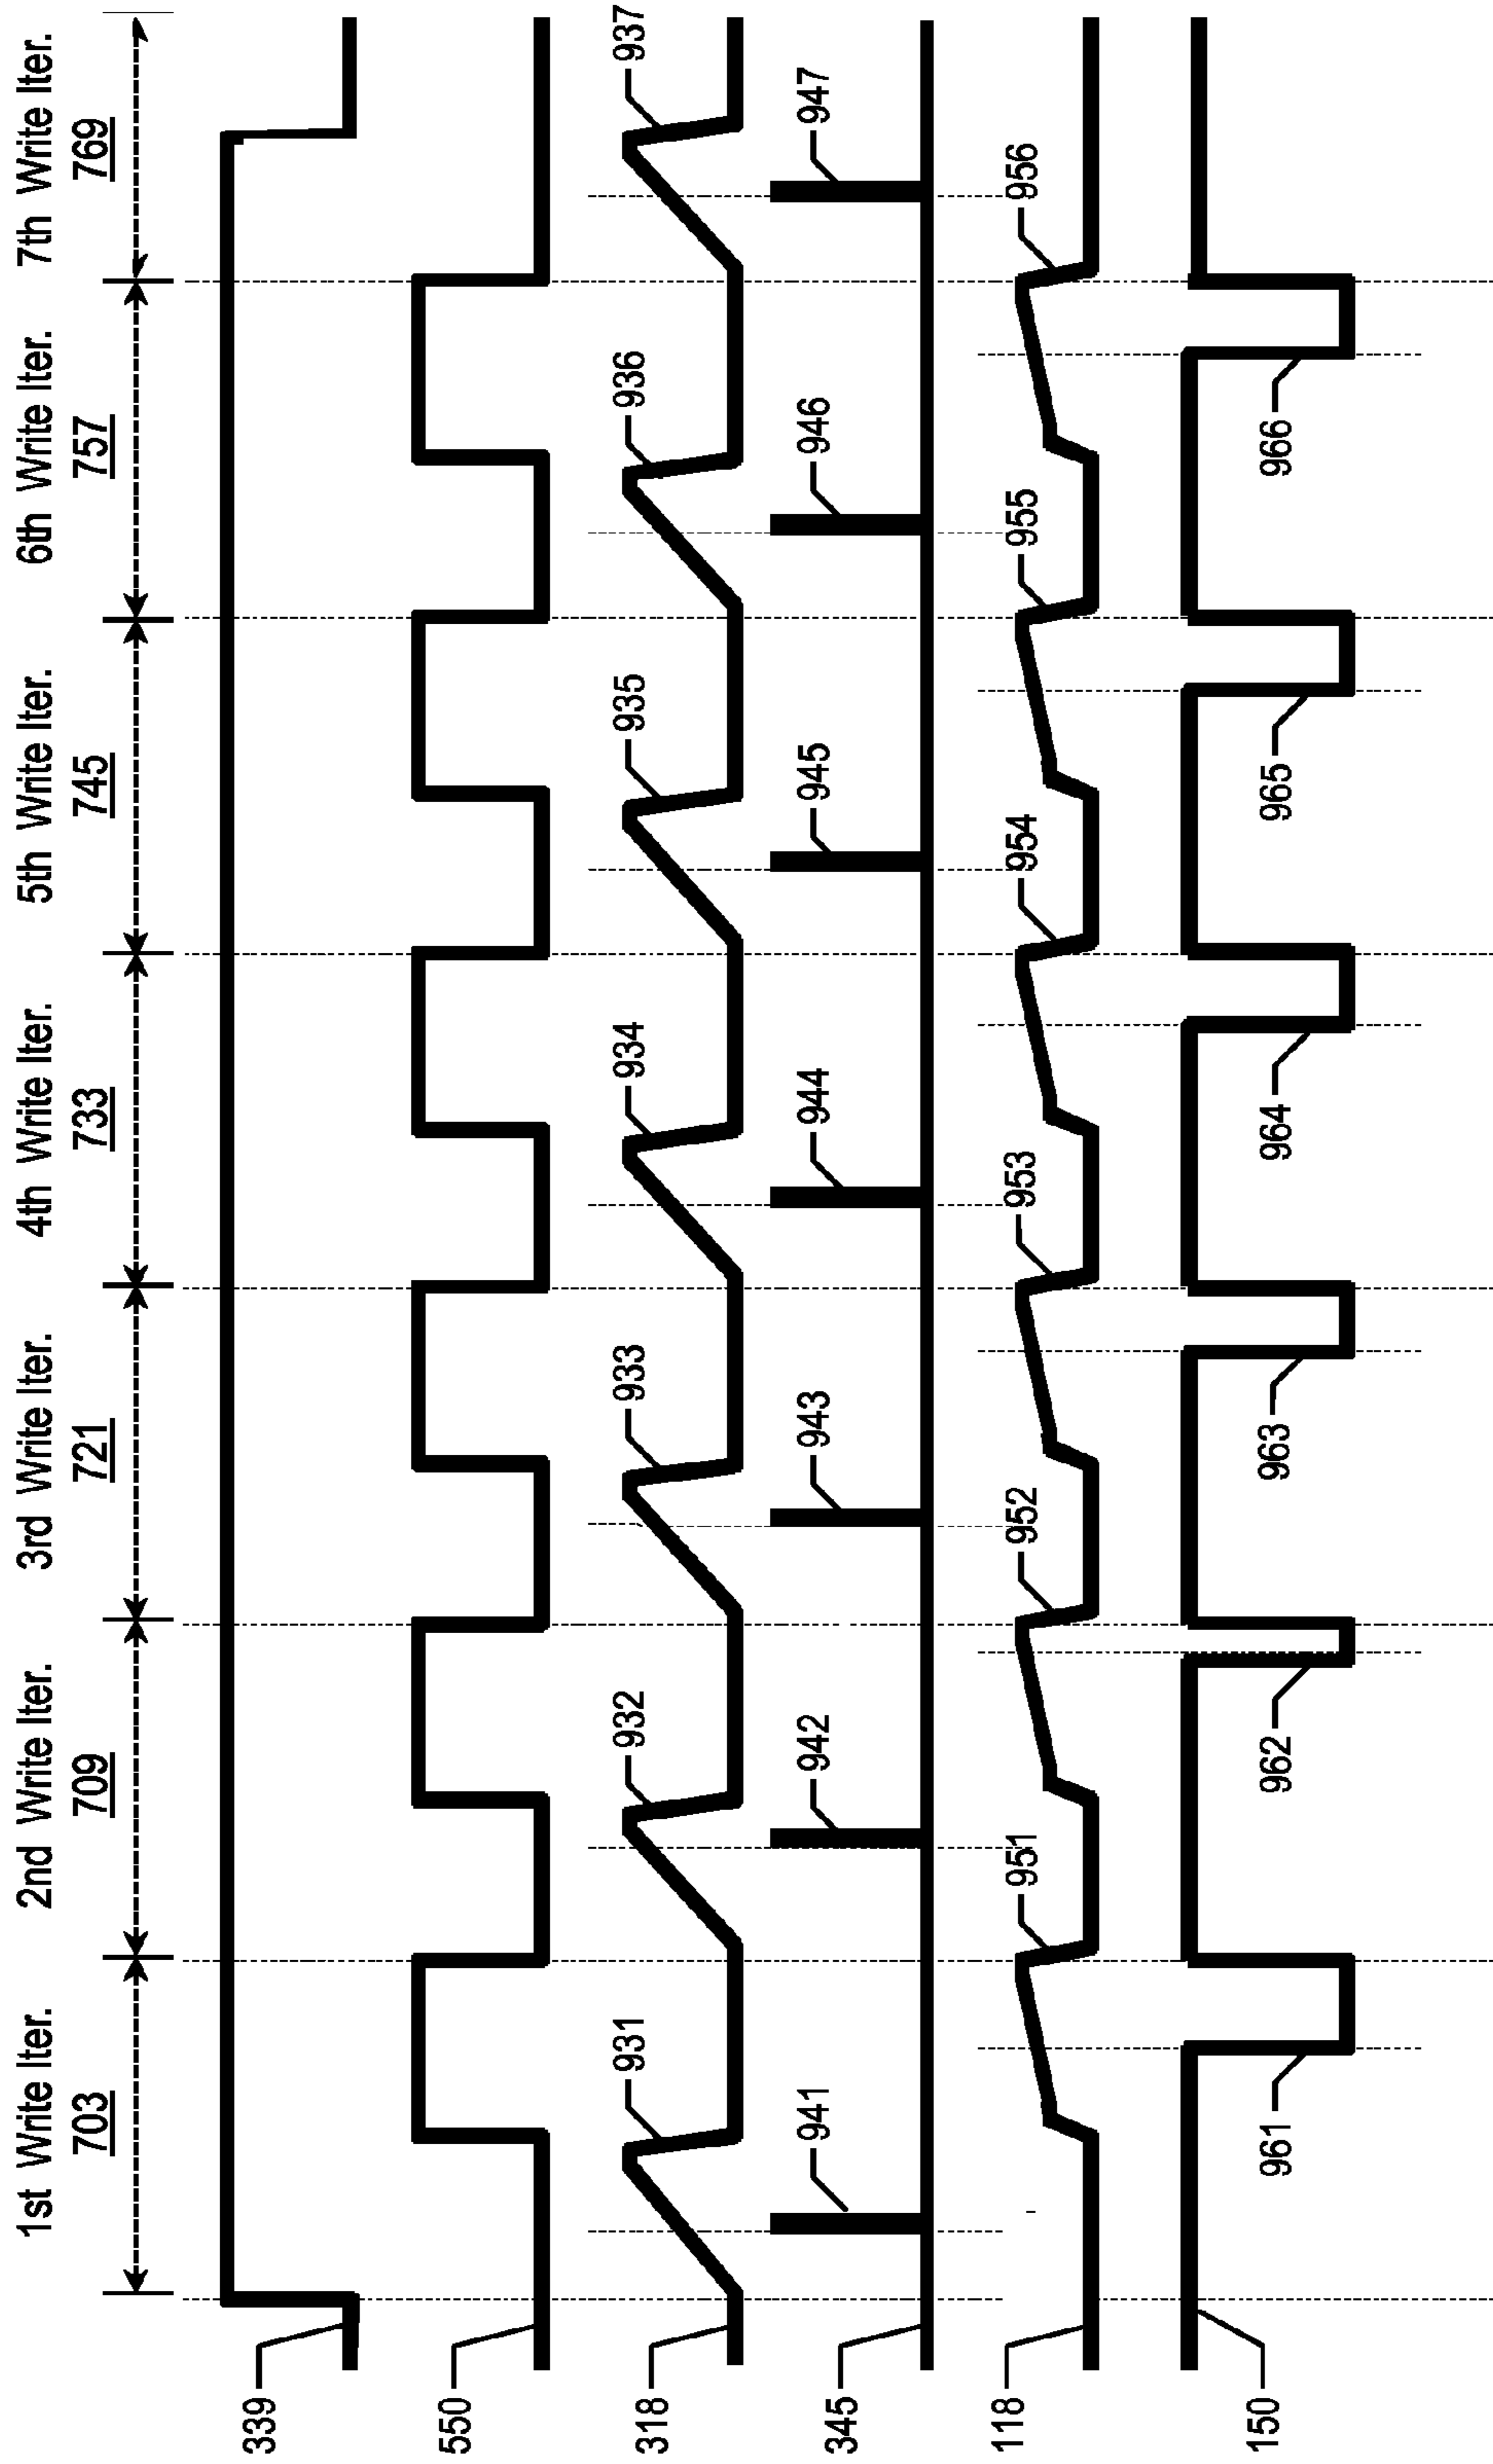 1st Write Iter. 2nd Write Iter. 3rd Write Iter. 4th Write Iter. 5th Write Iter. 6th Write Iter. 7th Write Iter.
703 709 721 733 745 757 769
339
550
931 932 933 934 935 936 937
318
941 942 943 944 945 946 947
345
951 952 953 954 955 956
118
961 962 963 964 965 966
150